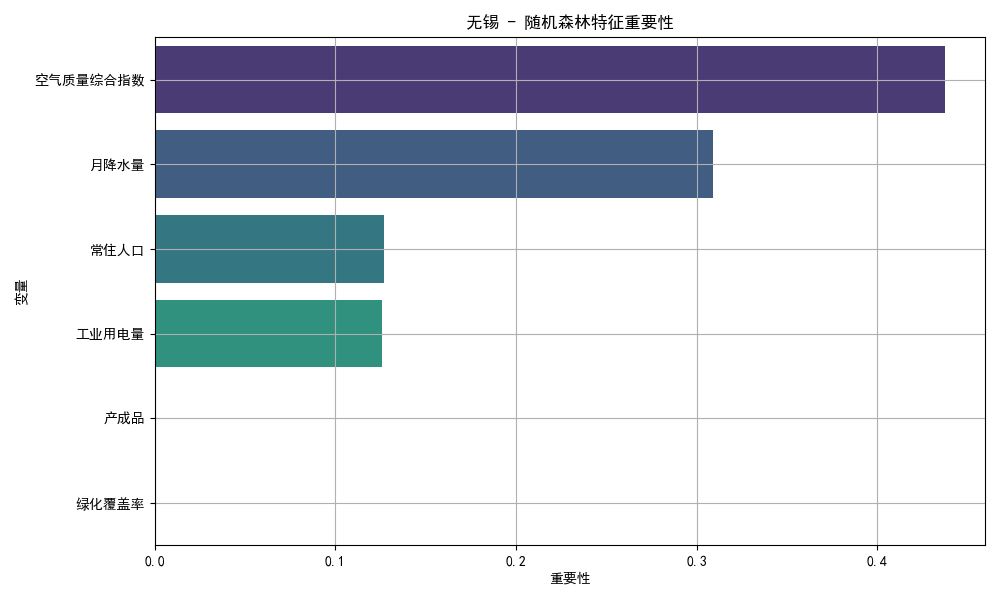 无锡 - 随机森林特征重要性
变量
空气质量综合指数
月降水量
常住人口
工业用电量
产成品
绿化覆盖率
0.0 0.1 0.2 0.3 0.4
重要性